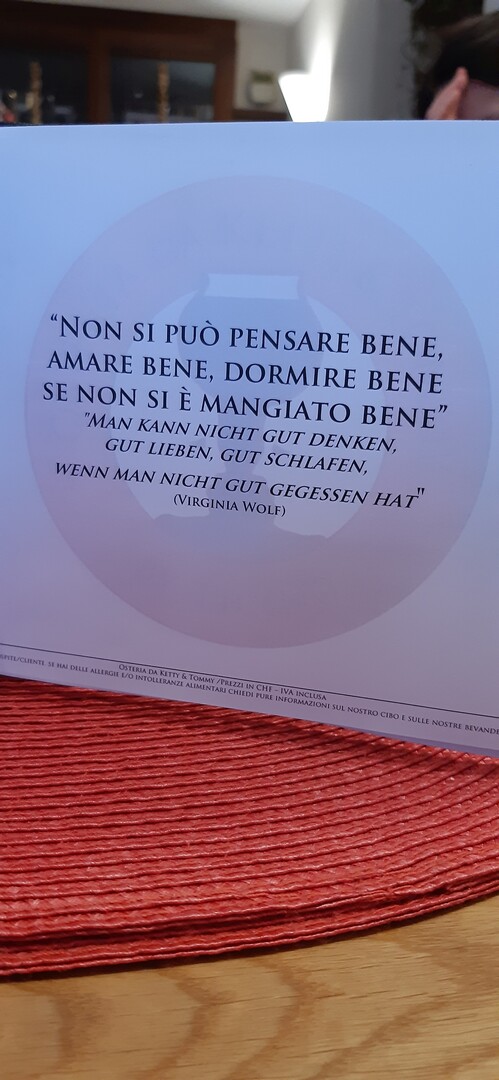 “NON SI PUÒ PENSARE BENE,
AMARE BENE, DORMIRE BENE
SE NON SI È MANGIATO BENE”
"MAN KANN NICHT GUT DENKEN,
GUT LIEBEN, GUT SCHLAFEN,
WENN MAN NICHT GUT GEGESSEN HAT"
(VIRGINIA WOLF)
OSTERIA DA KETTY & TOMMY /PREZZI IN CHF - IVA INCLUSA
SPITE/CLIENTE SE HAI DELLE ALLERGIE E/O INTOLLERANZE ALIMENTARI CHIEDI PURE INFORMAZIONI SUL NOSTRO CIBO E SULLE NOSTRE BEVANDE